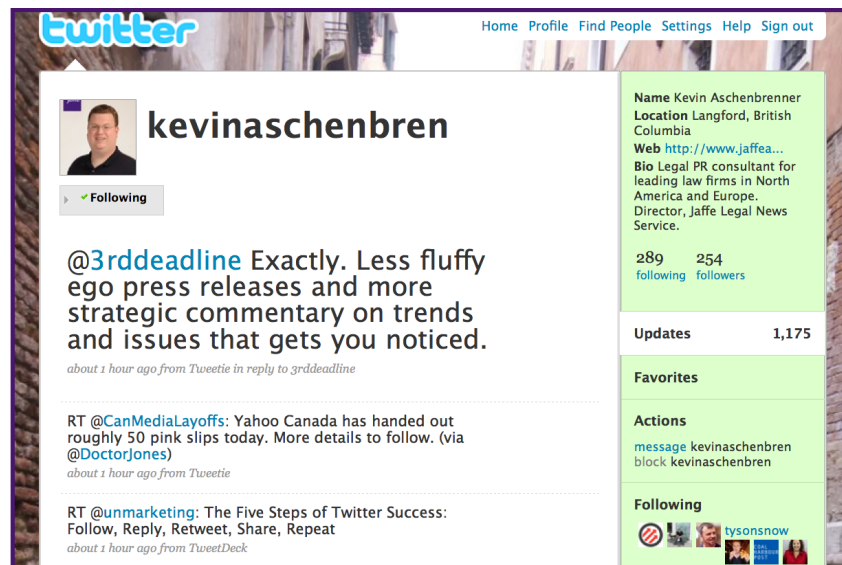 twitter
Home Profile Find People Settings Help Sign out
kevinaschenbren
Following
@3rddeadline Exactly. Less fluffy
ego press releases and more
strategic commentary on trends
and issues that gets you noticed.
about 1 hour ago from Tweetie in reply to 3rddeadline
RT @CanMediaLayoffs: Yahoo Canada has handed out
roughly 50 pink slips today. More details to follow. (via
@DoctorJones)
about 1 hour ago from Tweetie
RT @unmarketing: The Five Steps of Twitter Success:
Follow, Reply, Retweet, Share, Repeat
about 1 hour ago from TweetDeck
Name Kevin Aschenbrenner
Location Langford, British
Columbia
Web http://www.jaffea...
Bio Legal PR consultant for
leading law firms in North
America and Europe.
Director, Jaffe Legal News
Service.
289 254
following followers
Updates 1,175
Favorites
Actions
message kevinaschenbren
block kevinaschenbren
Following
tysonsnow
COAL
HARBOUR
POST